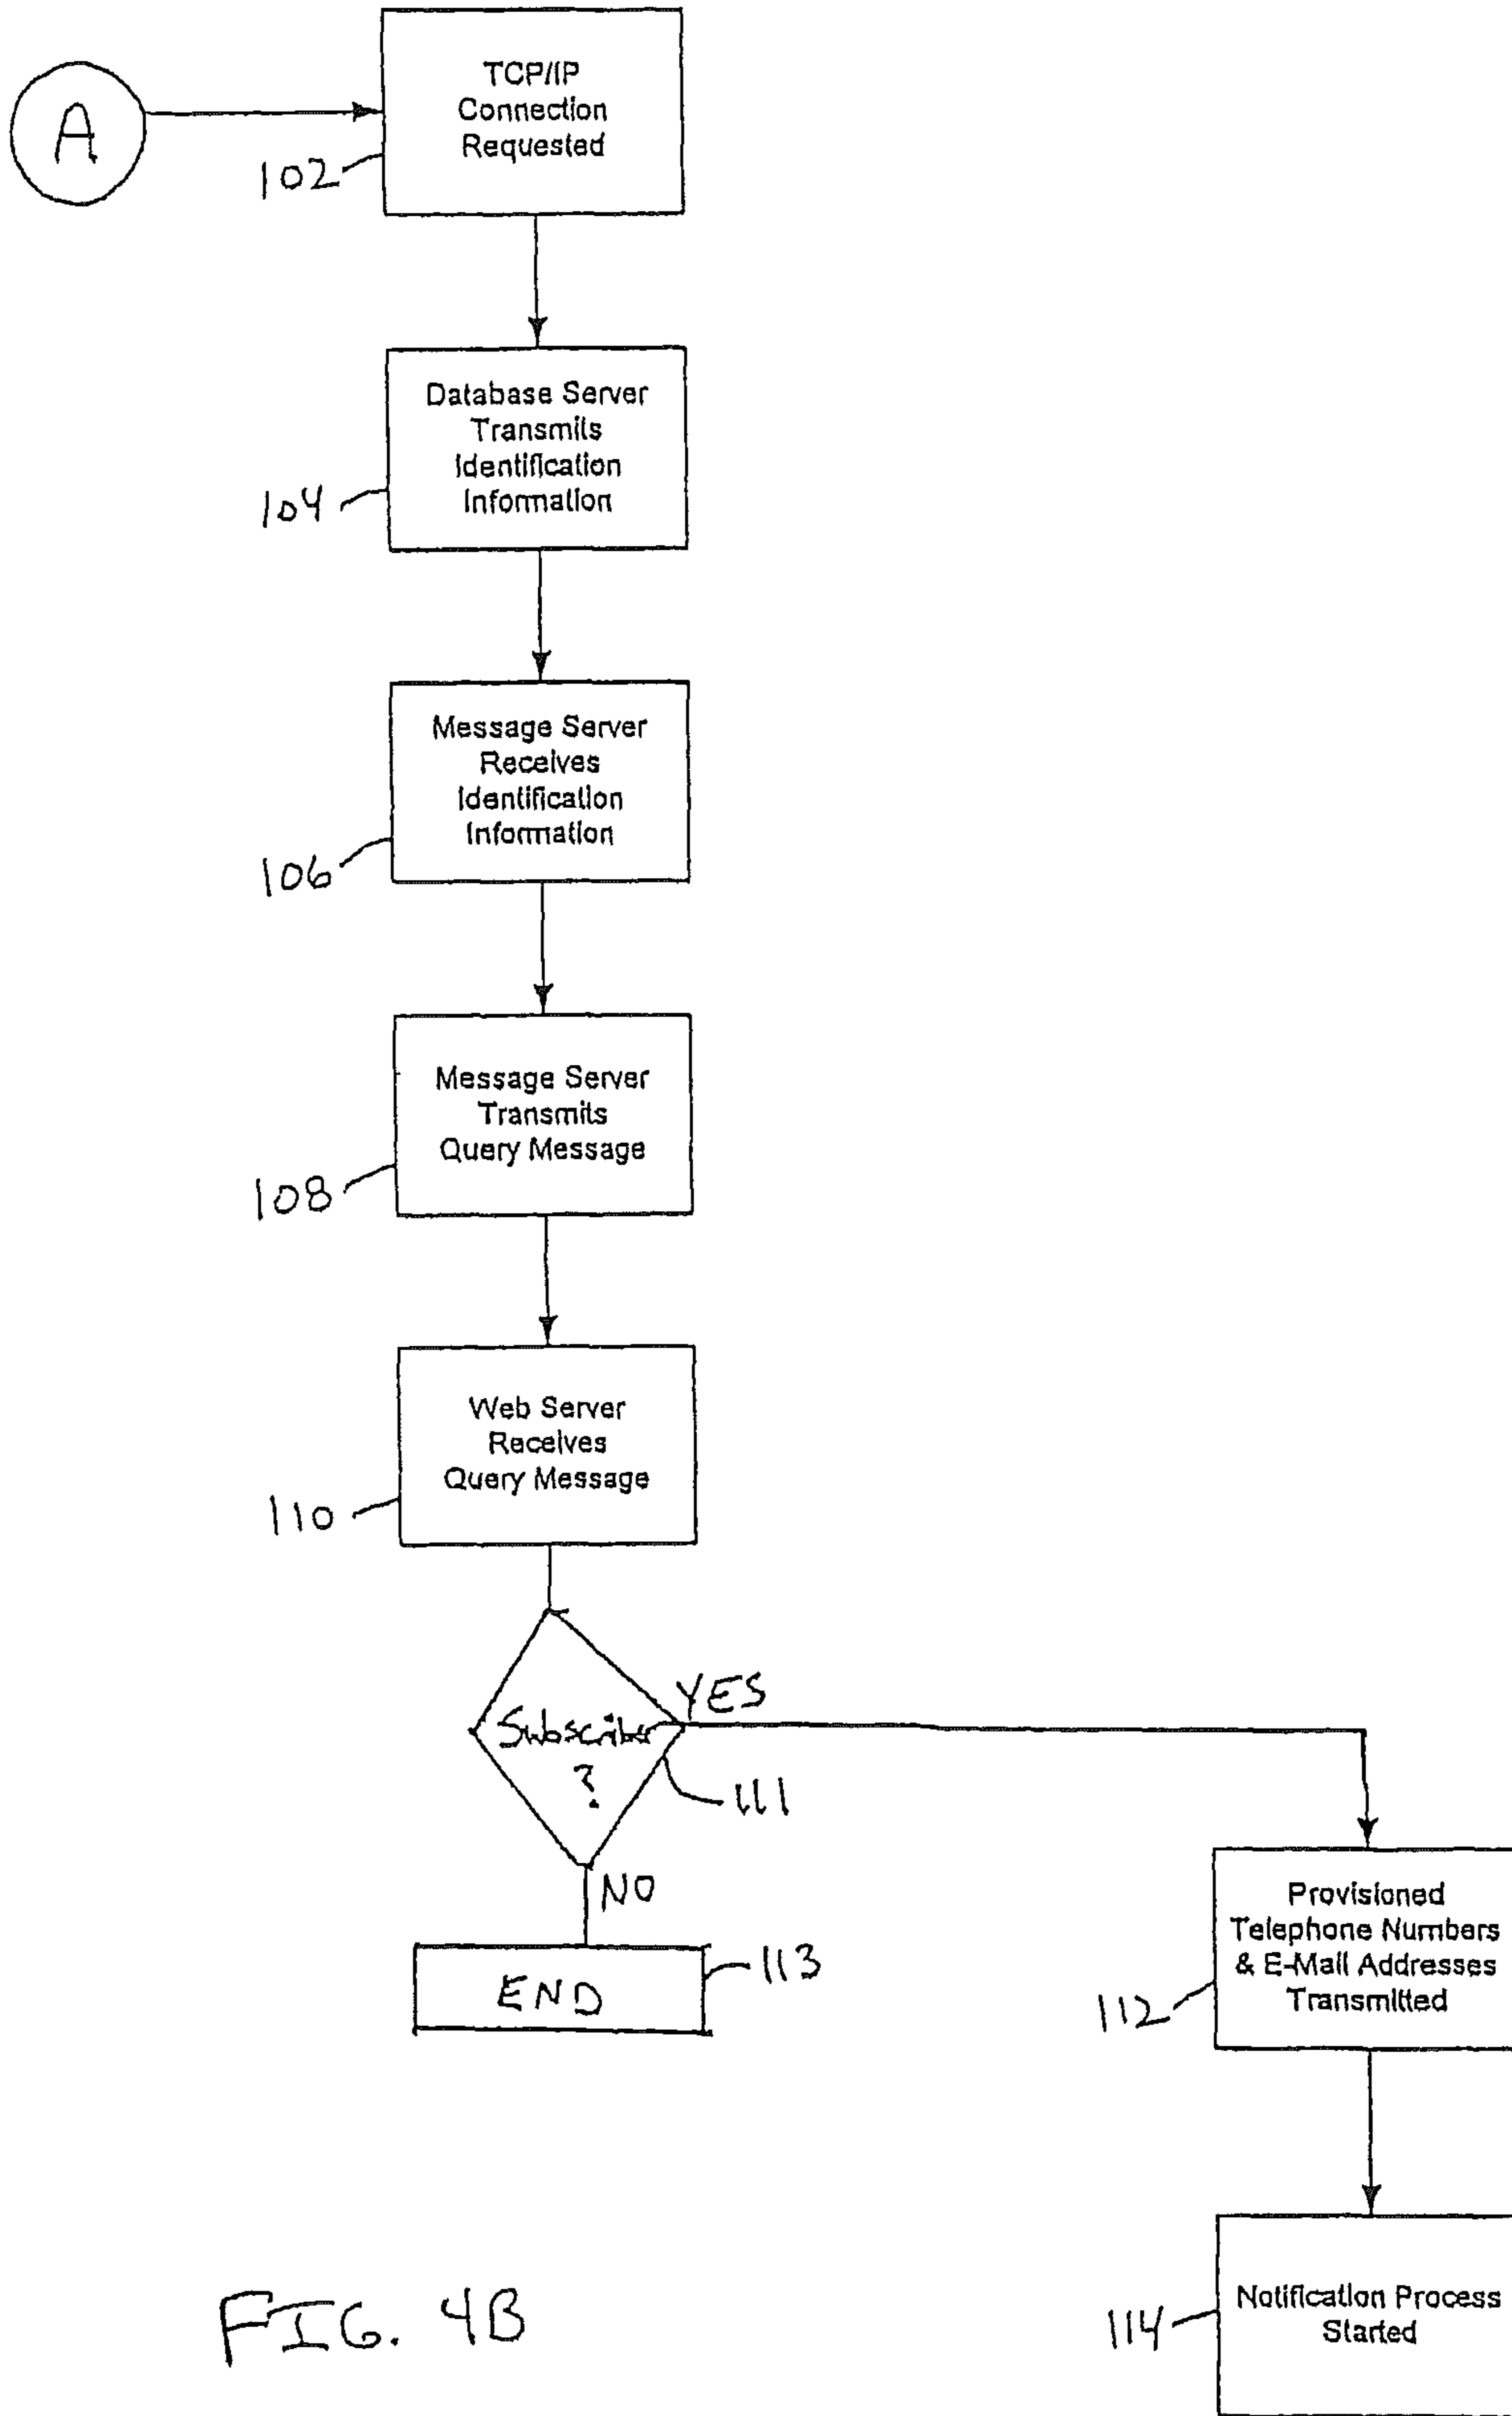 A
TCP/IP
Connection
Requested
102
Database Server
Transmits
Identification
Information
104
Message Server
Receives
Identification
Information
106
Message Server
Transmits
Query Message
108
Web Server
Receives
Query Message
110
Subscriber
?
YES
111
NO
END
113
Provisioned
Telephone Numbers
& E-Mail Addresses
Transmitted
112
Notification Process
Started
114
FIG. 4B